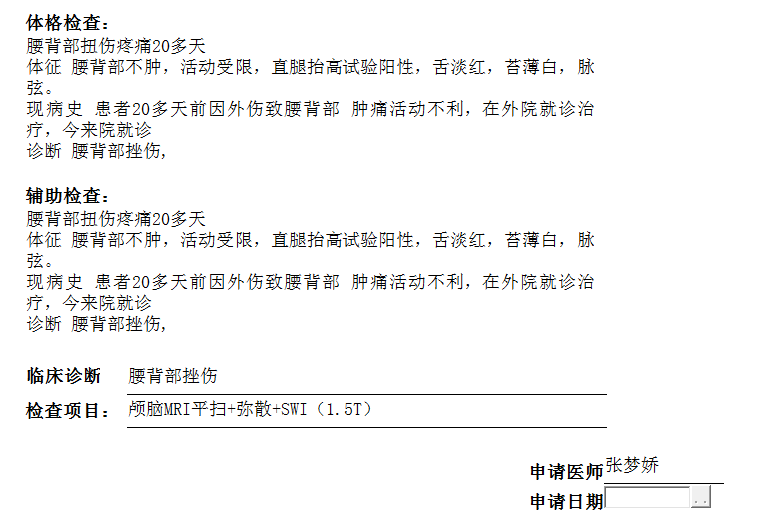 体格检查：
腰背部扭伤疼痛20多天
体征 腰背部不肿，活动受限，直腿抬高试验阳性，舌淡红，苔薄白，脉
弦。
现病史 患者20多天前因外伤致腰背部 肿痛活动不利，在外院就诊治
疗，今来院就诊
诊断 腰背部挫伤,
辅助检查：
腰背部扭伤疼痛20多天
体征 腰背部不肿，活动受限，直腿抬高试验阳性，舌淡红，苔薄白，脉
弦。
现病史 患者20多天前因外伤致腰背部 肿痛活动不利，在外院就诊治
疗，今来院就诊
诊断 腰背部挫伤,
临床诊断 腰背部挫伤
检查项目： 颅脑MRI平扫+弥散+SWI（1.5T）
申请医师 张梦娇
申请日期 ..